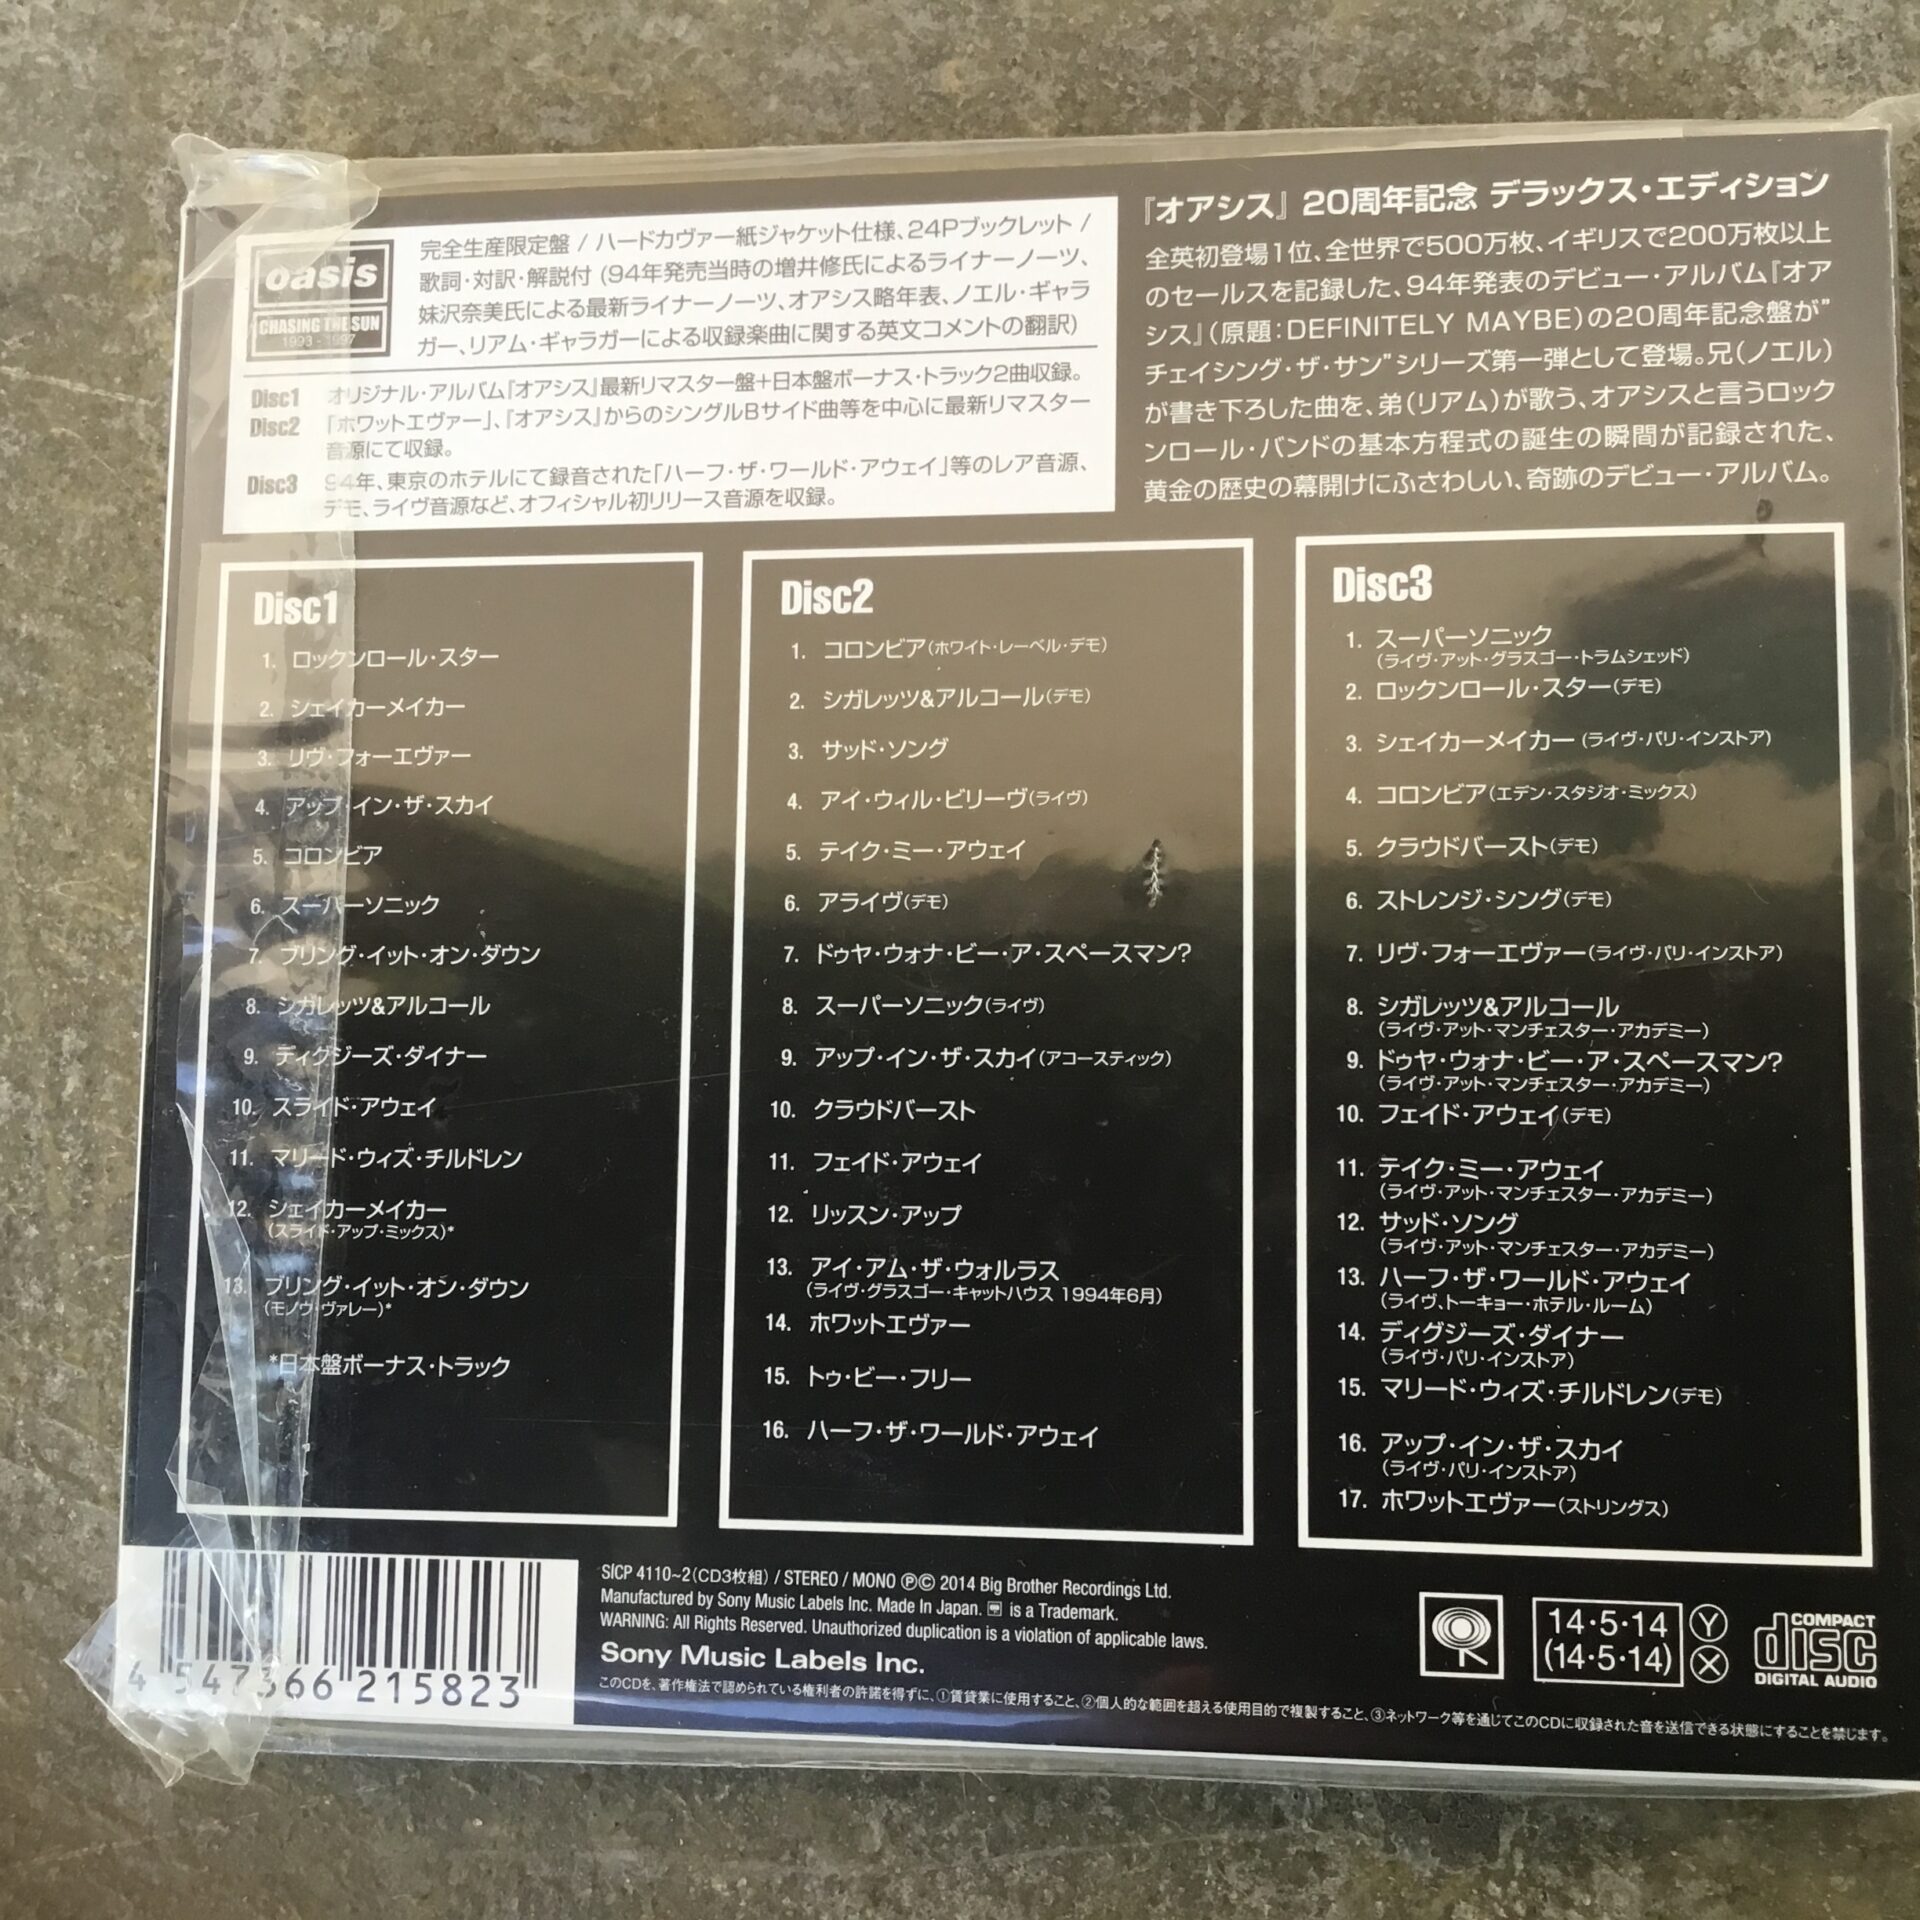 oasis
CHASING THE SUN
1993 - 1997
完全生産限定盤 / ハードカヴァー紙ジャケット仕様、24Pブックレット /
歌詞・対訳・解説付 (94年発売当時の増井修氏によるライナーノーツ、
妹沢奈美氏による最新ライナーノーツ、オアシス略年表、ノエル・ギャラ
ガー、リアム・ギャラガーによる収録楽曲に関する英文コメントの翻訳)
Disc1 オリジナル・アルバム『オアシス』最新リマスター盤+日本盤ボーナス・トラック2曲収録。
Disc2 「ホワットエヴァー」、『オアシス』からのシングルBサイド曲等を中心に最新リマスター
音源にて収録。
Disc3 94年、東京のホテルにて録音された「ハーフ・ザ・ワールド・アウェイ」等のレア音源、
デモ、ライヴ音源など、オフィシャル初リリース音源を収録。
『オアシス』 20周年記念 デラックス・エディション
全英初登場1位、全世界で500万枚、イギリスで200万枚以上
のセールスを記録した、94年発表のデビュー・アルバム『オア
シス』(原題:DEFINITELY MAYBE)の20周年記念盤が”
チェイシング・ザ・サン”シリーズ第一弾として登場。兄(ノエル)
が書き下ろした曲を、弟(リアム)が歌う、オアシスと言うロック
ンロール・バンドの基本方程式の誕生の瞬間が記録された、
黄金の歴史の幕開けにふさわしい、奇跡のデビュー・アルバム。
Disc1
1. ロックンロール・スター
2. シェイカーメイカー
3. リヴ・フォーエヴァー
4. アップ・イン・ザ・スカイ
5. コロンビア
6. スーパーソニック
7. ブリング・イット・オン・ダウン
8. シガレッツ&アルコール
9. ディグジーズ・ダイナー
10. スライド・アウェイ
11. マリード・ウィズ・チルドレン
12. シェイカーメイカー
(スライド・アップ・ミックス)*
13. ブリング・イット・オン・ダウン
(モノウ・ヴァレー)*
*日本盤ボーナス・トラック
Disc2
1. コロンビア(ホワイト・レーベル・デモ)
2. シガレッツ&アルコール(デモ)
3. サッド・ソング
4. アイ・ウィル・ビリーヴ(ライヴ)
5. テイク・ミー・アウェイ
6. アライヴ(デモ)
7. ドゥヤ・ウォナ・ビー・ア・スペースマン?
8. スーパーソニック(ライヴ)
9. アップ・イン・ザ・スカイ(アコースティック)
10. クラウドバースト
11. フェイド・アウェイ
12. リッスン・アップ
13. アイ・アム・ザ・ウォルラス
(ライヴ・グラスゴー・キャットハウス 1994年6月)
14. ホワットエヴァー
15. トゥ・ビー・フリー
16. ハーフ・ザ・ワールド・アウェイ
Disc3
1. スーパーソニック
(ライヴ・アット・グラスゴー・トラムシェッド)
2. ロックンロール・スター(デモ)
3. シェイカーメイカー(ライヴ・パリ・インストア)
4. コロンビア(エデン・スタジオ・ミックス)
5. クラウドバースト(デモ)
6. ストレンジ・シング(デモ)
7. リヴ・フォーエヴァー(ライヴ・パリ・インストア)
8. シガレッツ&アルコール
(ライヴ・アット・マンチェスター・アカデミー)
9. ドゥヤ・ウォナ・ビー・ア・スペースマン?
(ライヴ・アット・マンチェスター・アカデミー)
10. フェイド・アウェイ(デモ)
11. テイク・ミー・アウェイ
(ライヴ・アット・マンチェスター・アカデミー)
12. サッド・ソング
(ライヴ・アット・マンチェスター・アカデミー)
13. ハーフ・ザ・ワールド・アウェイ
(ライヴ、トーキョー・ホテル・ルーム)
14. ディグジーズ・ダイナー
(ライヴ・パリ・インストア)
15. マリード・ウィズ・チルドレン(デモ)
16. アップ・イン・ザ・スカイ
(ライヴ・パリ・インストア)
17. ホワットエヴァー(ストリングス)
4 547366 215823
SICP 4110~2(CD3枚組) / STEREO / MONO ℗© 2014 Big Brother Recordings Ltd.
Manufactured by Sony Music Labels Inc. Made In Japan. is a Trademark.
WARNING: All Rights Reserved. Unauthorized duplication is a violation of applicable laws.
Sony Music Labels Inc.
このCDを、著作権法で認められている権利者の許諾を得ずに、①賃貸業に使用すること、②個人的な範囲を超える使用目的で複製すること、③ネットワーク等を通じてこのCDに収録された音を送信できる状態にすることを禁じます。
14・5・14 Ⓨ
(14・5・14) Ⓧ
COMPACT
disc
DIGITAL AUDIO